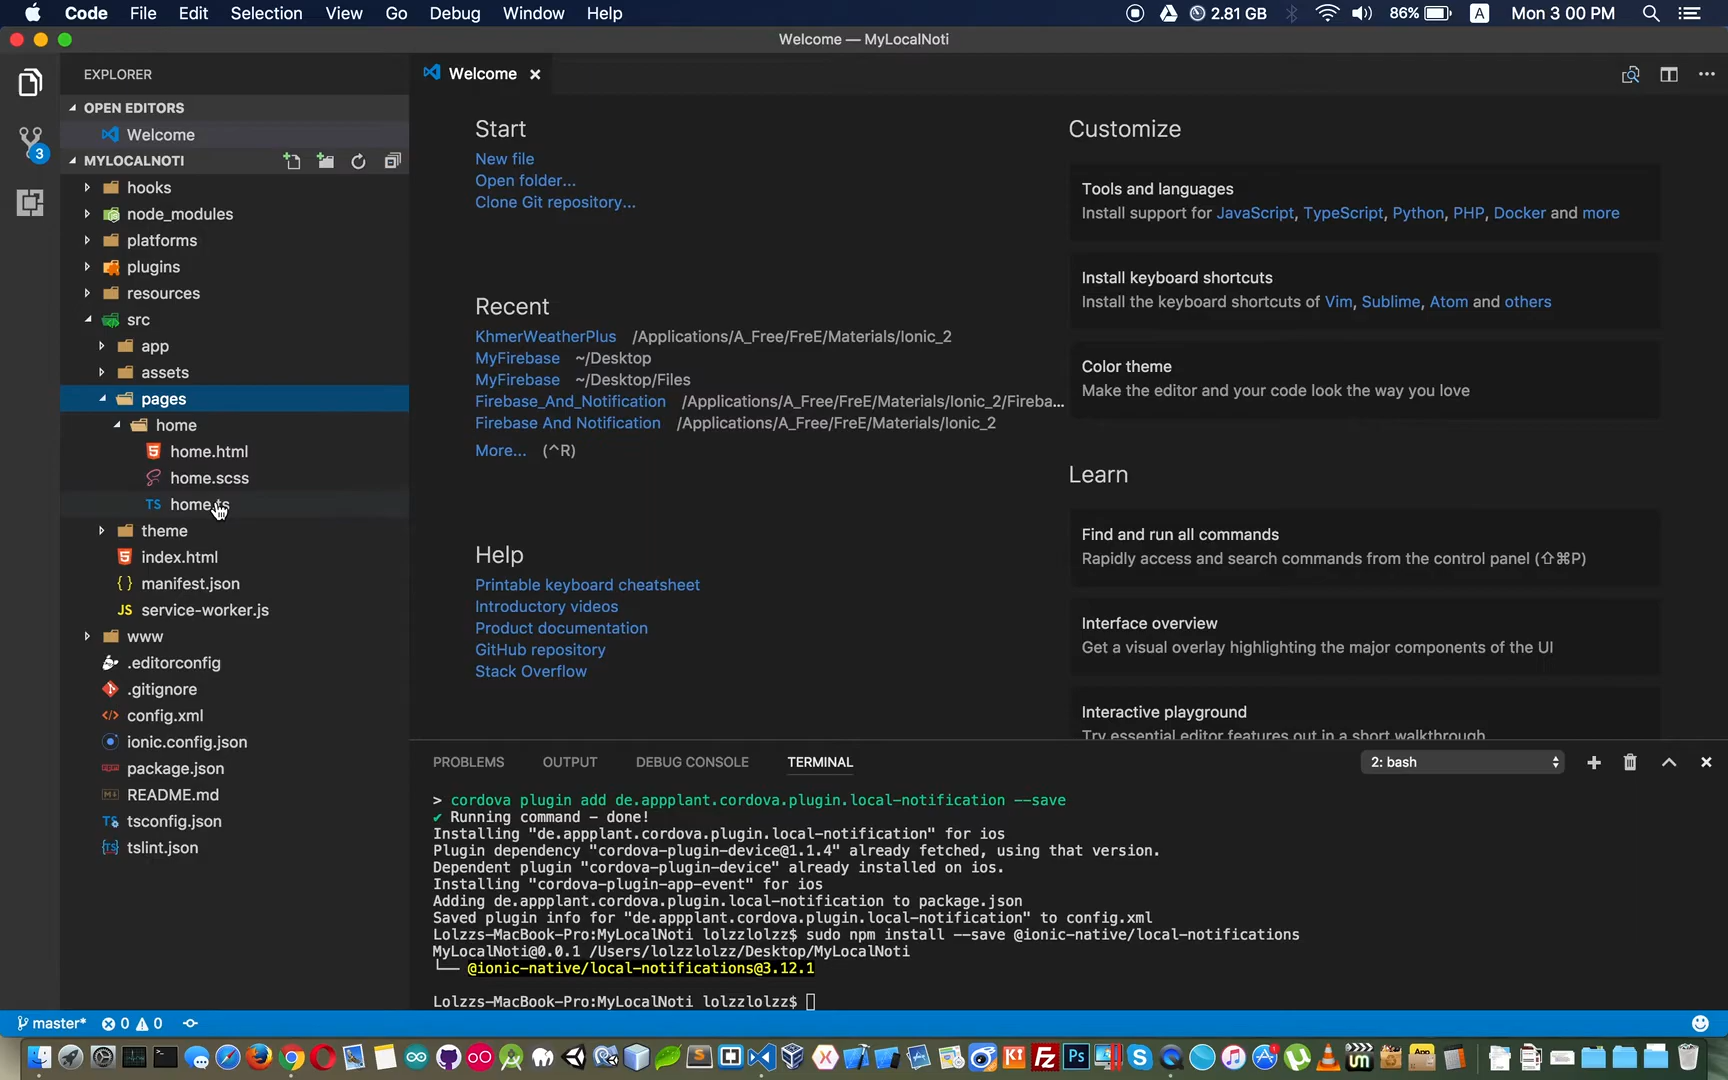 Code File Edit Selection View Go Debug Window Help 2.81 GB 86% A Mon 3 00 PM
Welcome — MyLocalNoti
EXPLORER
OPEN EDITORS
Welcome
MYLOCALNOTI
hooks
node_modules
platforms
plugins
resources
src
app
assets
pages
home
home.html
home.scss
TS home.ts
theme
index.html
{ } manifest.json
JS service-worker.js
www
.editorconfig
.gitignore
config.xml
ionic.config.json
package.json
README.md
tsconfig.json
tslint.json
3
Welcome
Start
New file
Open folder...
Clone Git repository...
Recent
KhmerWeatherPlus /Applications/A_Free/FreE/Materials/Ionic_2
MyFirebase ~/Desktop
MyFirebase ~/Desktop/Files
Firebase_And_Notification /Applications/A_Free/FreE/Materials/Ionic_2/Fireba...
Firebase And Notification /Applications/A_Free/FreE/Materials/Ionic_2
More... (^R)
Help
Printable keyboard cheatsheet
Introductory videos
Product documentation
GitHub repository
Stack Overflow
Customize
Tools and languages
Install support for JavaScript, TypeScript, Python, PHP, Docker and more
Install keyboard shortcuts
Install the keyboard shortcuts of Vim, Sublime, Atom and others
Color theme
Make the editor and your code look the way you love
Learn
Find and run all commands
Rapidly access and search commands from the control panel (⇧⌘P)
Interface overview
Get a visual overlay highlighting the major components of the UI
Interactive playground
Try essential editor features out in a short walkthrough
PROBLEMS OUTPUT DEBUG CONSOLE TERMINAL 2: bash
> cordova plugin add de.appplant.cordova.plugin.local-notification --save
✔ Running command - done!
Installing "de.appplant.cordova.plugin.local-notification" for ios
Plugin dependency "cordova-plugin-device@1.1.4" already fetched, using that version.
Dependent plugin "cordova-plugin-device" already installed on ios.
Installing "cordova-plugin-app-event" for ios
Adding de.appplant.cordova.plugin.local-notification to package.json
Saved plugin info for "de.appplant.cordova.plugin.local-notification" to config.xml
Lolzzs-MacBook-Pro:MyLocalNoti lolzzlolzz$ sudo npm install --save @ionic-native/local-notifications
MyLocalNoti@0.0.1 /Users/lolzzlolzz/Desktop/MyLocalNoti
└── @ionic-native/local-notifications@3.12.1
Lolzzs-MacBook-Pro:MyLocalNoti lolzzlolzz$
master* 0 0